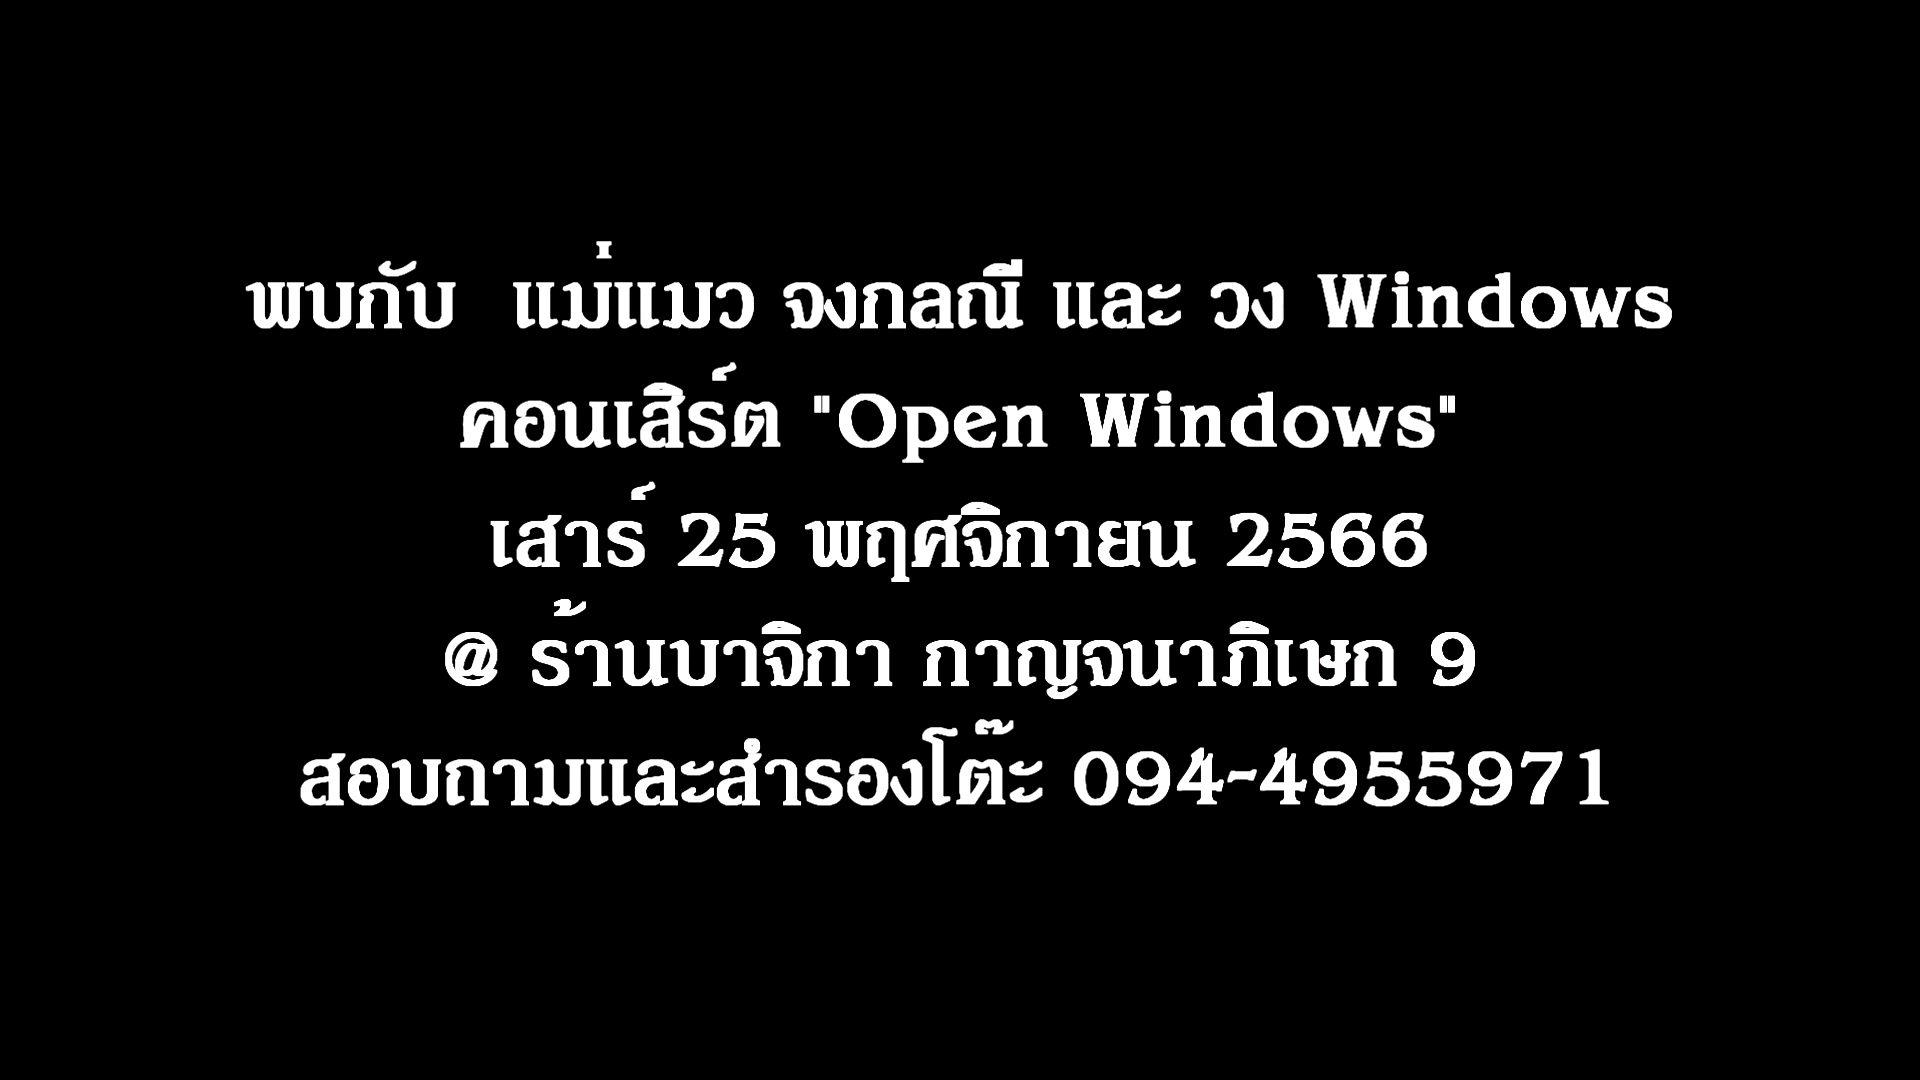 พบกับ  แม่แมว จงกลณี และ วง Windows
คอนเสิร์ต "Open Windows"
เสาร์ 25 พฤศจิกายน 2566
@ ร้านบาจิกา กาญจนาภิเษก 9
สอบถามและสำรองโต๊ะ 094-4955971